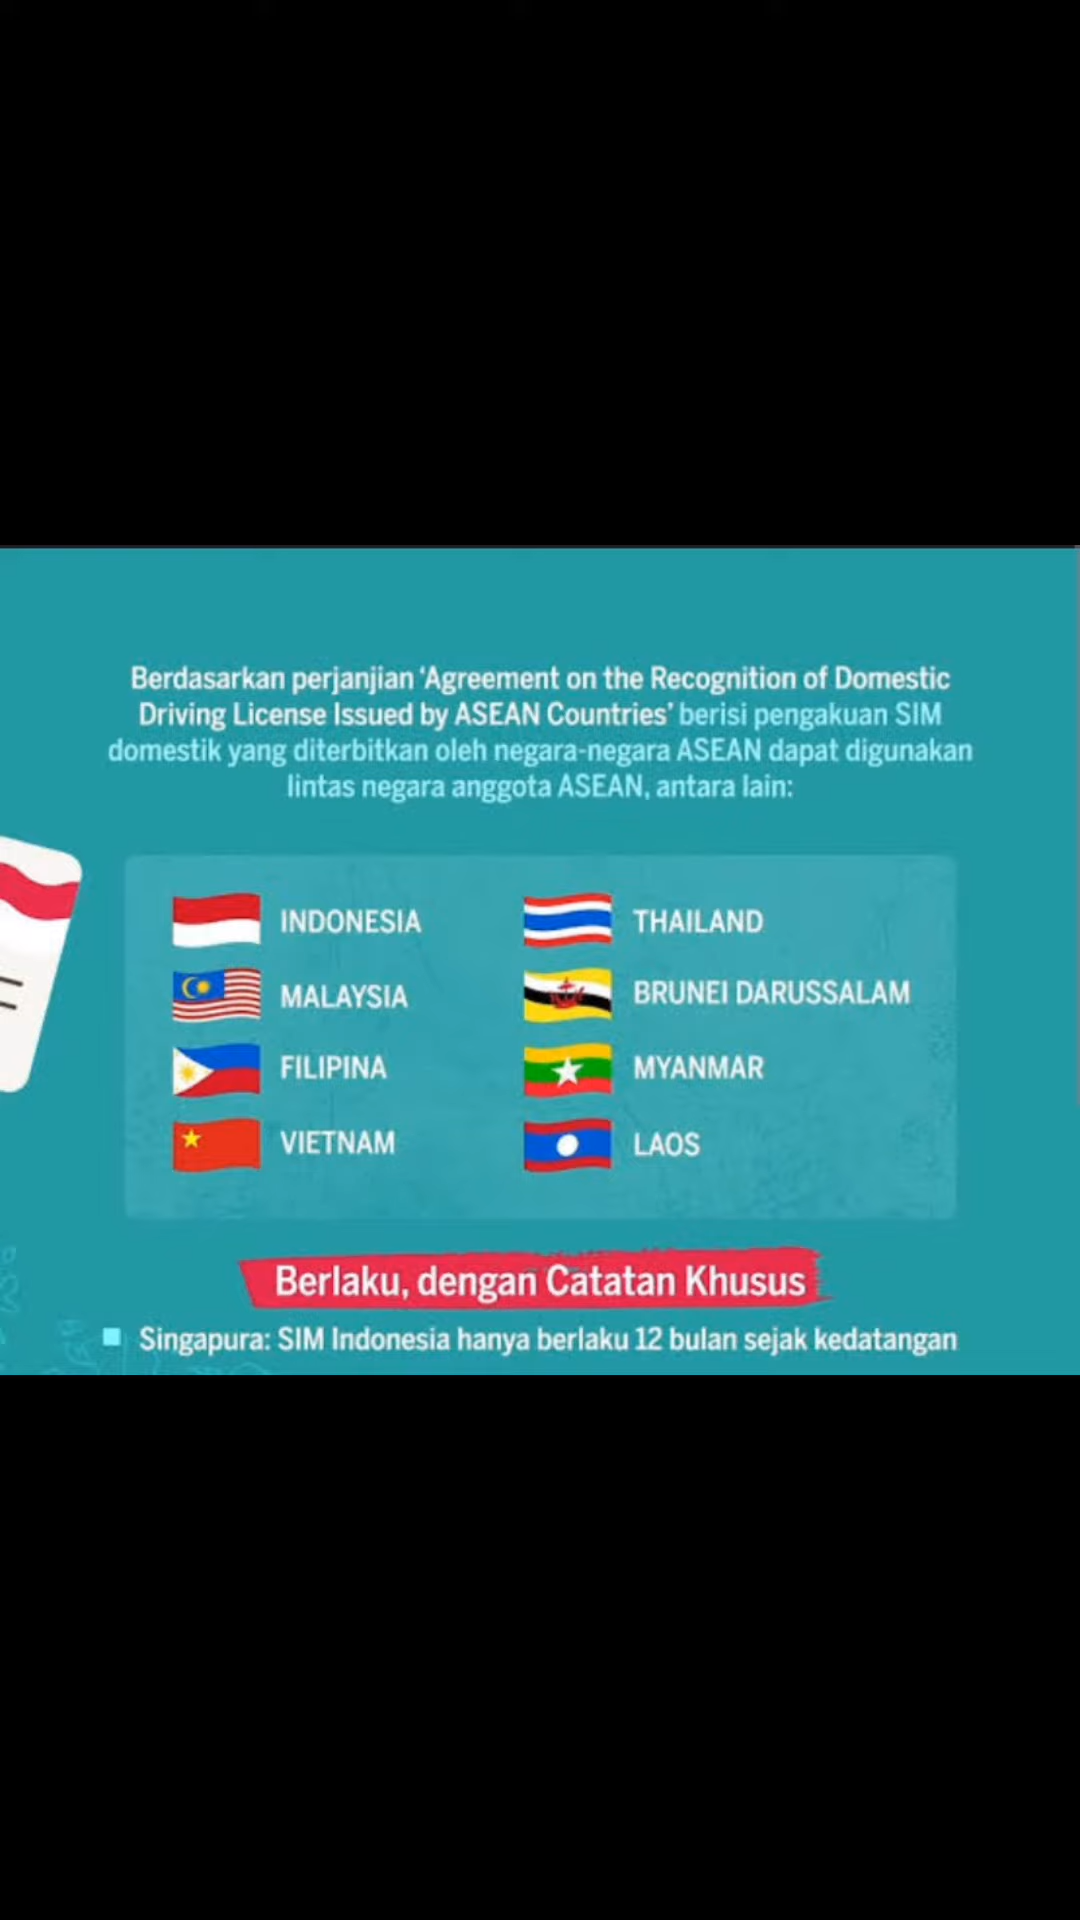 Berdasarkan perjanjian ‘Agreement on the Recognition of Domestic
Driving License Issued by ASEAN Countries’ berisi pengakuan SIM
domestik yang diterbitkan oleh negara-negara ASEAN dapat digunakan
lintas negara anggota ASEAN, antara lain:
INDONESIA
MALAYSIA
FILIPINA
VIETNAM
THAILAND
BRUNEI DARUSSALAM
MYANMAR
LAOS
Berlaku, dengan Catatan Khusus
Singapura: SIM Indonesia hanya berlaku 12 bulan sejak kedatangan